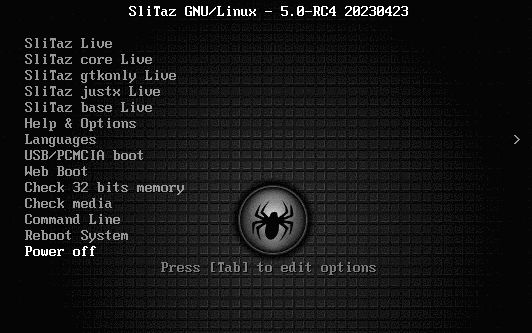 SliTaz GNU/Linux - 5.0-RC4 20230423
SliTaz Live
SliTaz core Live
SliTaz gtkonly Live
SliTaz justx Live
SliTaz base Live
Help & Options
Languages >
USB/PCMCIA boot
Web Boot
Check 32 bits memory
Check media
Command Line
Reboot System
Power off
Press [Tab] to edit options